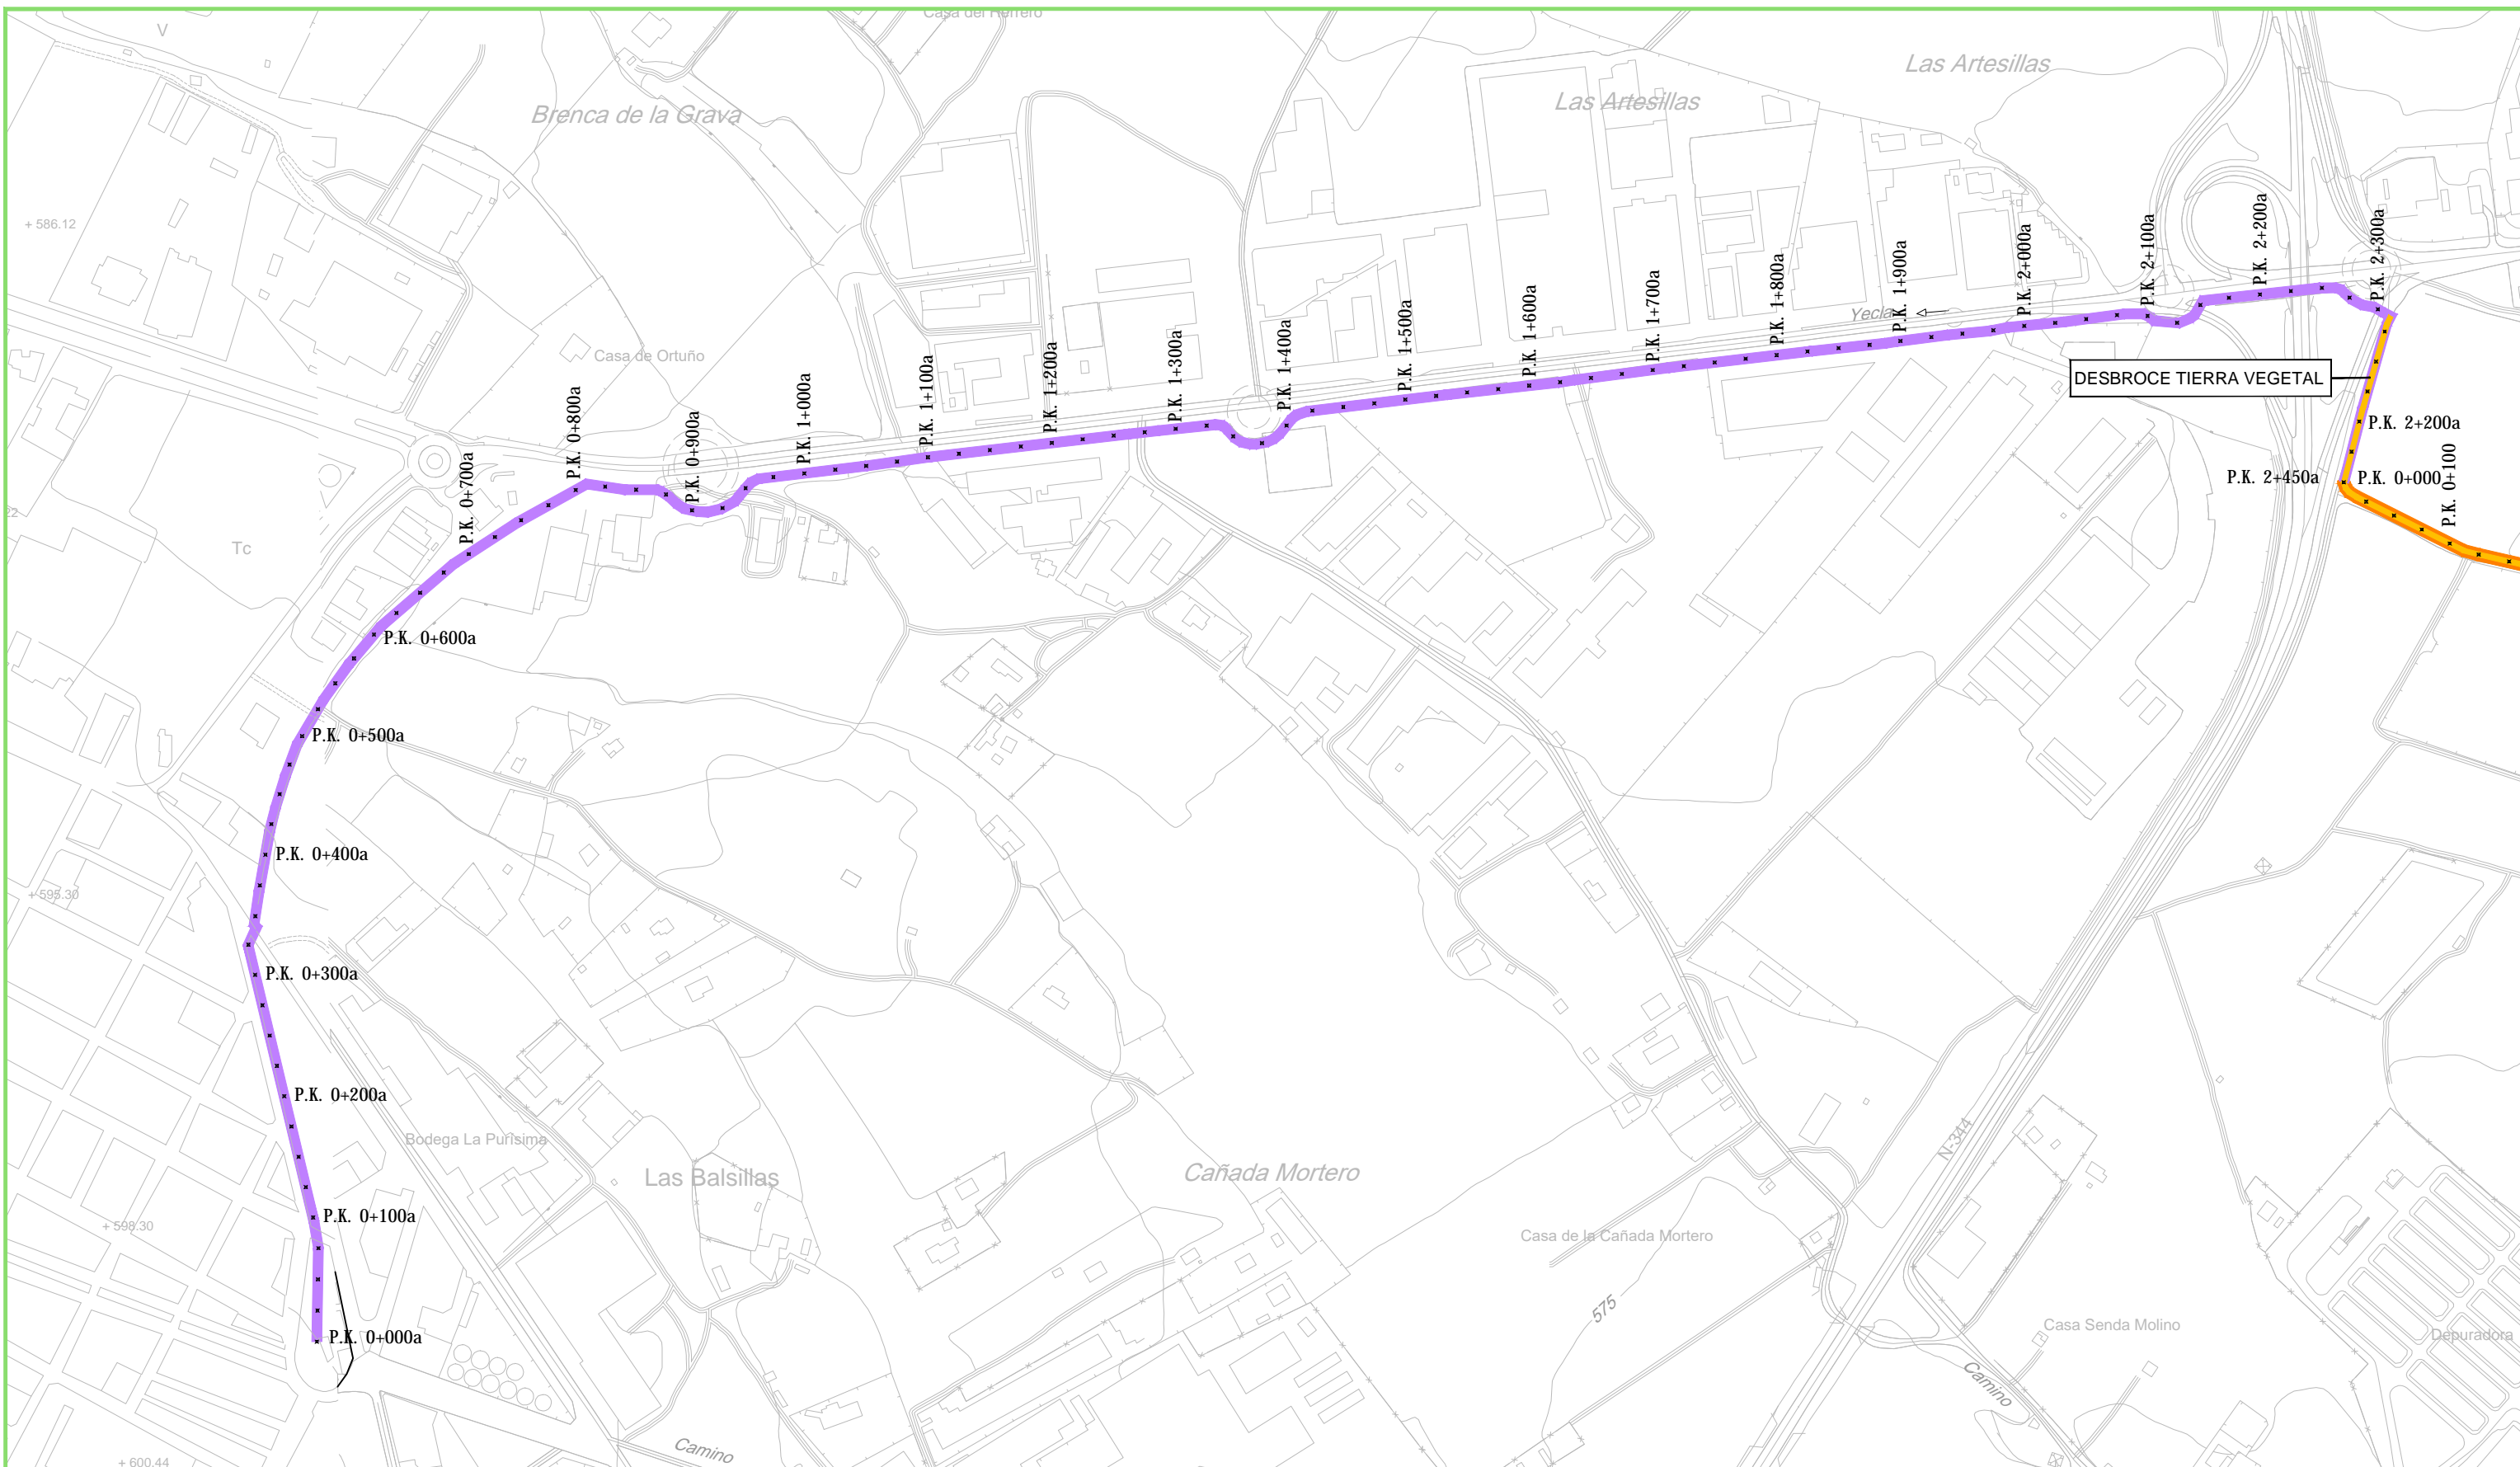 Casa del Herrero
V
Las Artesillas
Las Artesillas
Brenca de la Grava
+ 586.12
P.K. 2+200a
P.K. 2+300a
P.K. 2+100a
P.K. 2+000a
P.K. 1+900a
P.K. 1+800a
P.K. 1+700a
P.K. 1+600a
P.K. 1+500a
P.K. 1+400a
P.K. 1+300a
P.K. 1+200a
P.K. 1+100a
P.K. 1+000a
P.K. 0+900a
P.K. 0+800a
P.K. 0+700a
Yecla
Casa de Ortuño
DESBROCE TIERRA VEGETAL
P.K. 2+200a
P.K. 2+450a
P.K. 0+000
P.K. 0+100
22
Tc
P.K. 0+600a
P.K. 0+500a
P.K. 0+400a
+ 595.30
P.K. 0+300a
P.K. 0+200a
Bodega La Purísima
Las Balsillas
Cañada Mortero
N-344
P.K. 0+100a
+ 598.30
Casa de la Cañada Mortero
575
Casa Senda Molino
Depuradora
P.K. 0+000a
Camino
Camino
+ 600.44